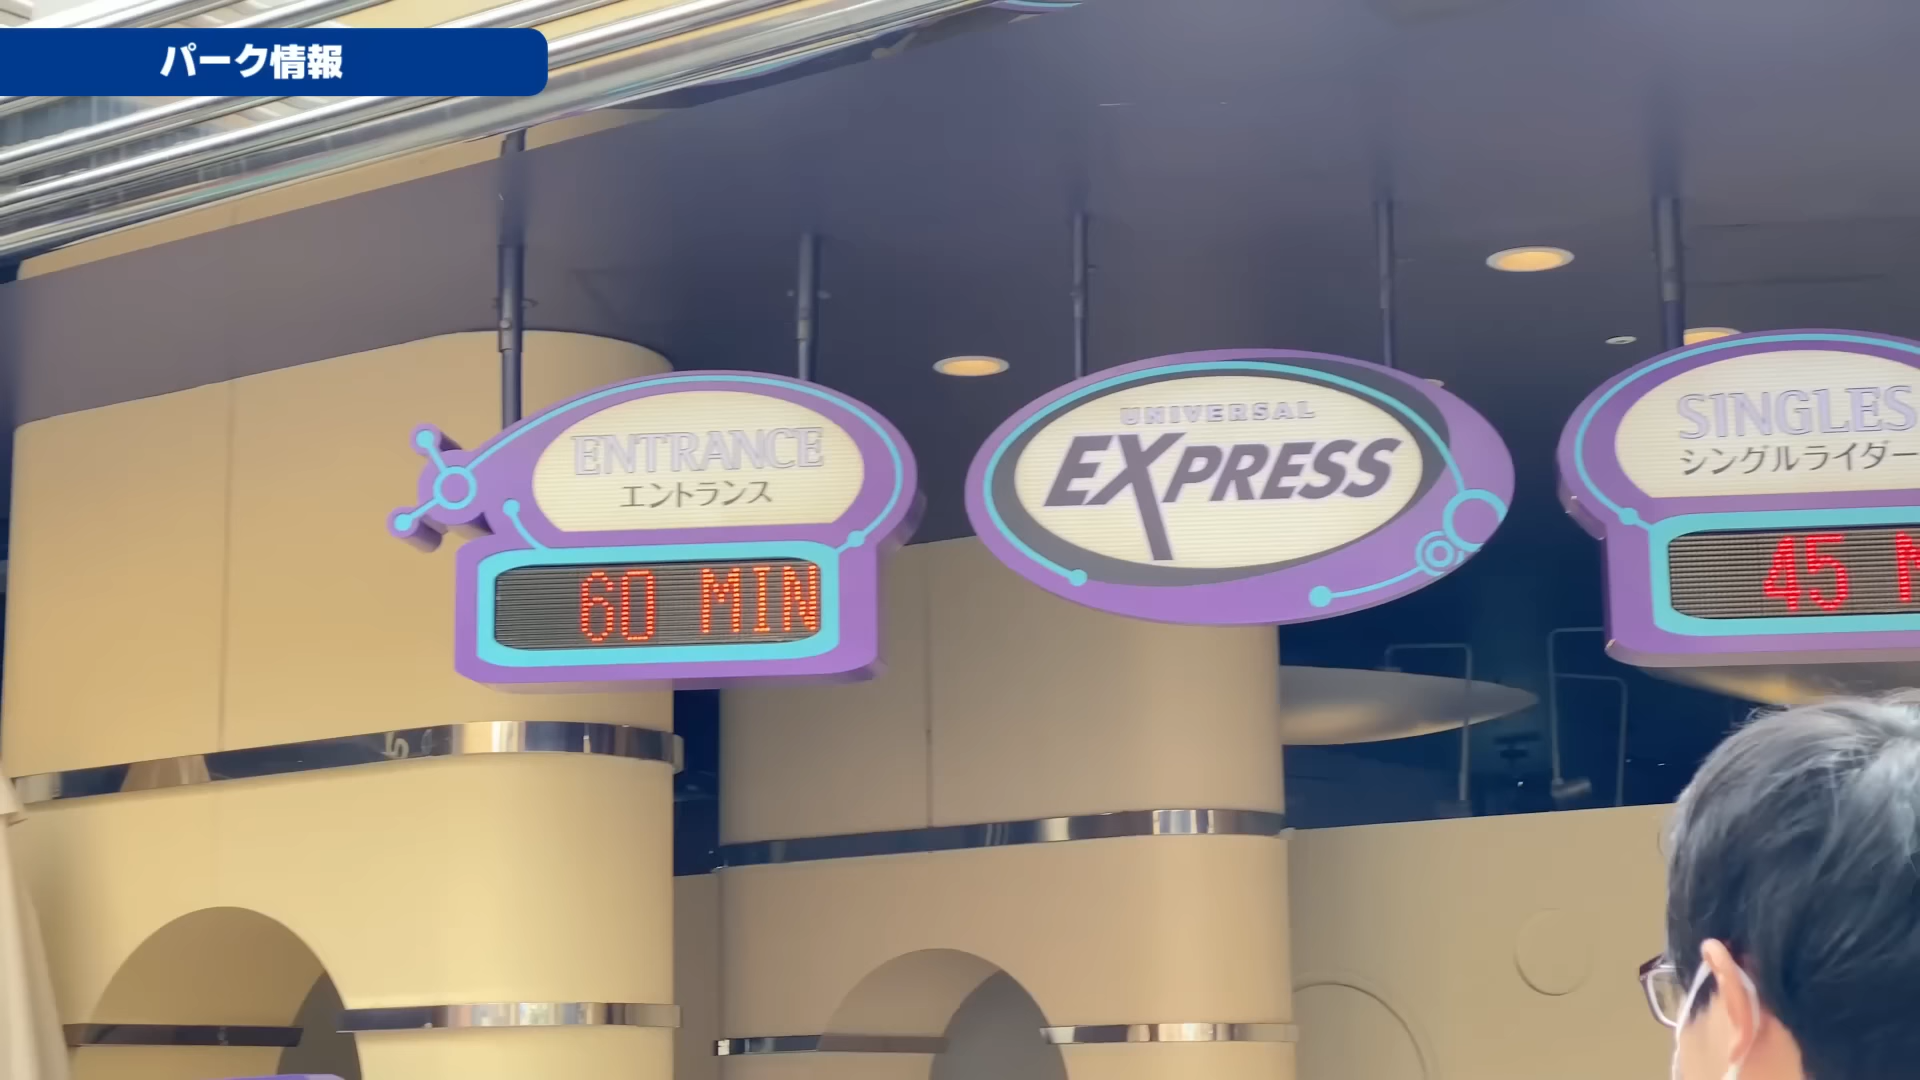 パーク情報
ENTRANCE
エントランス
60 MIN
UNIVERSAL
EXPRESS
SINGLES
シングルライダー
45